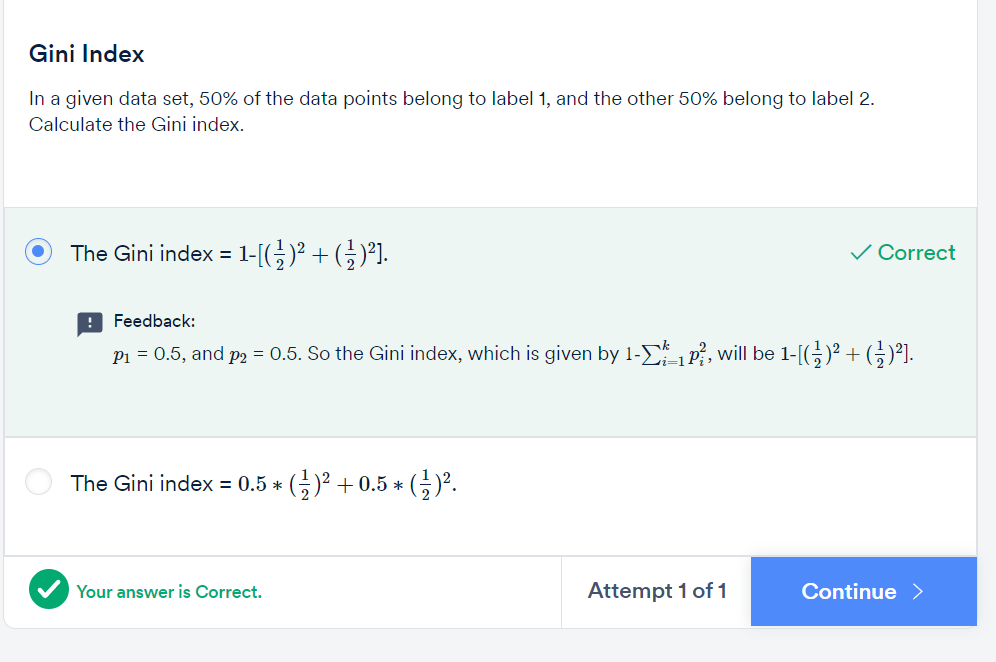 Gini Index
In a given data set, 50% of the data points belong to label 1, and the other 50% belong to label 2.
Calculate the Gini index.
The Gini index = 1-[(\frac{1}{2})^2 + (\frac{1}{2})^2].
Correct
Feedback:
p_1 = 0.5, and p_2 = 0.5. So the Gini index, which is given by 1-\sum_{i=1}^{k} p_i^2, will be 1-[(\frac{1}{2})^2 + (\frac{1}{2})^2].
The Gini index = 0.5 * (\frac{1}{2})^2 + 0.5 * (\frac{1}{2})^2.
Your answer is Correct.
Attempt 1 of 1
Continue